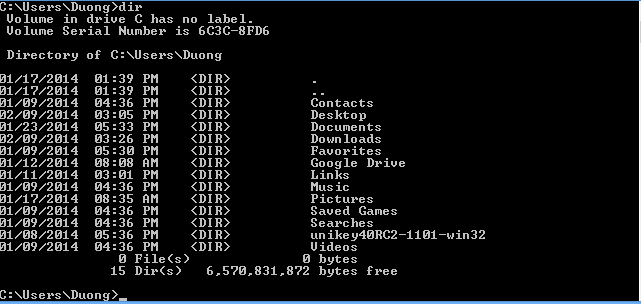 C:\Users\Duong>dir
Volume in drive C has no label.
Volume Serial Number is 6C3C-8FD6
Directory of C:\Users\Duong
01/17/2014 01:39 PM <DIR> .
01/17/2014 01:39 PM <DIR> ..
01/09/2014 04:36 PM <DIR> Contacts
02/09/2014 03:05 PM <DIR> Desktop
01/23/2014 05:33 PM <DIR> Documents
02/09/2014 03:26 PM <DIR> Downloads
01/09/2014 05:30 PM <DIR> Favorites
01/12/2014 08:08 AM <DIR> Google Drive
01/11/2014 03:01 PM <DIR> Links
01/09/2014 04:36 PM <DIR> Music
01/17/2014 08:35 AM <DIR> Pictures
01/09/2014 04:36 PM <DIR> Saved Games
01/09/2014 04:36 PM <DIR> Searches
01/08/2014 05:36 PM <DIR> unikey40RC2-1101-win32
01/09/2014 04:36 PM <DIR> Videos
0 File(s) 0 bytes
15 Dir(s) 6,570,831,872 bytes free
C:\Users\Duong>_